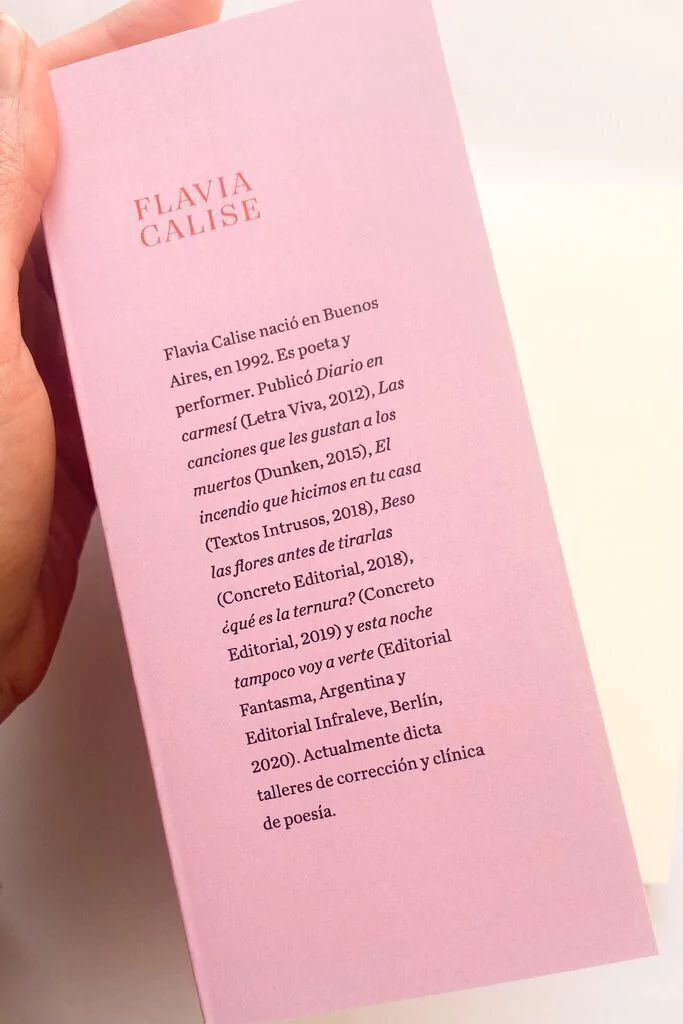 FLAVIA
CALISE
Flavia Calise nació en Buenos
Aires, en 1992. Es poeta y
performer. Publicó Diario en
carmesí (Letra Viva, 2012), Las
canciones que les gustan a los
muertos (Dunken, 2015), El
incendio que hicimos en tu casa
(Textos Intrusos, 2018), Beso
las flores antes de tirarlas
(Concreto Editorial, 2018),
¿qué es la ternura? (Concreto
Editorial, 2019) y esta noche
tampoco voy a verte (Editorial
Fantasma, Argentina y
Editorial Infraleve, Berlín,
2020). Actualmente dicta
talleres de corrección y clínica
de poesía.